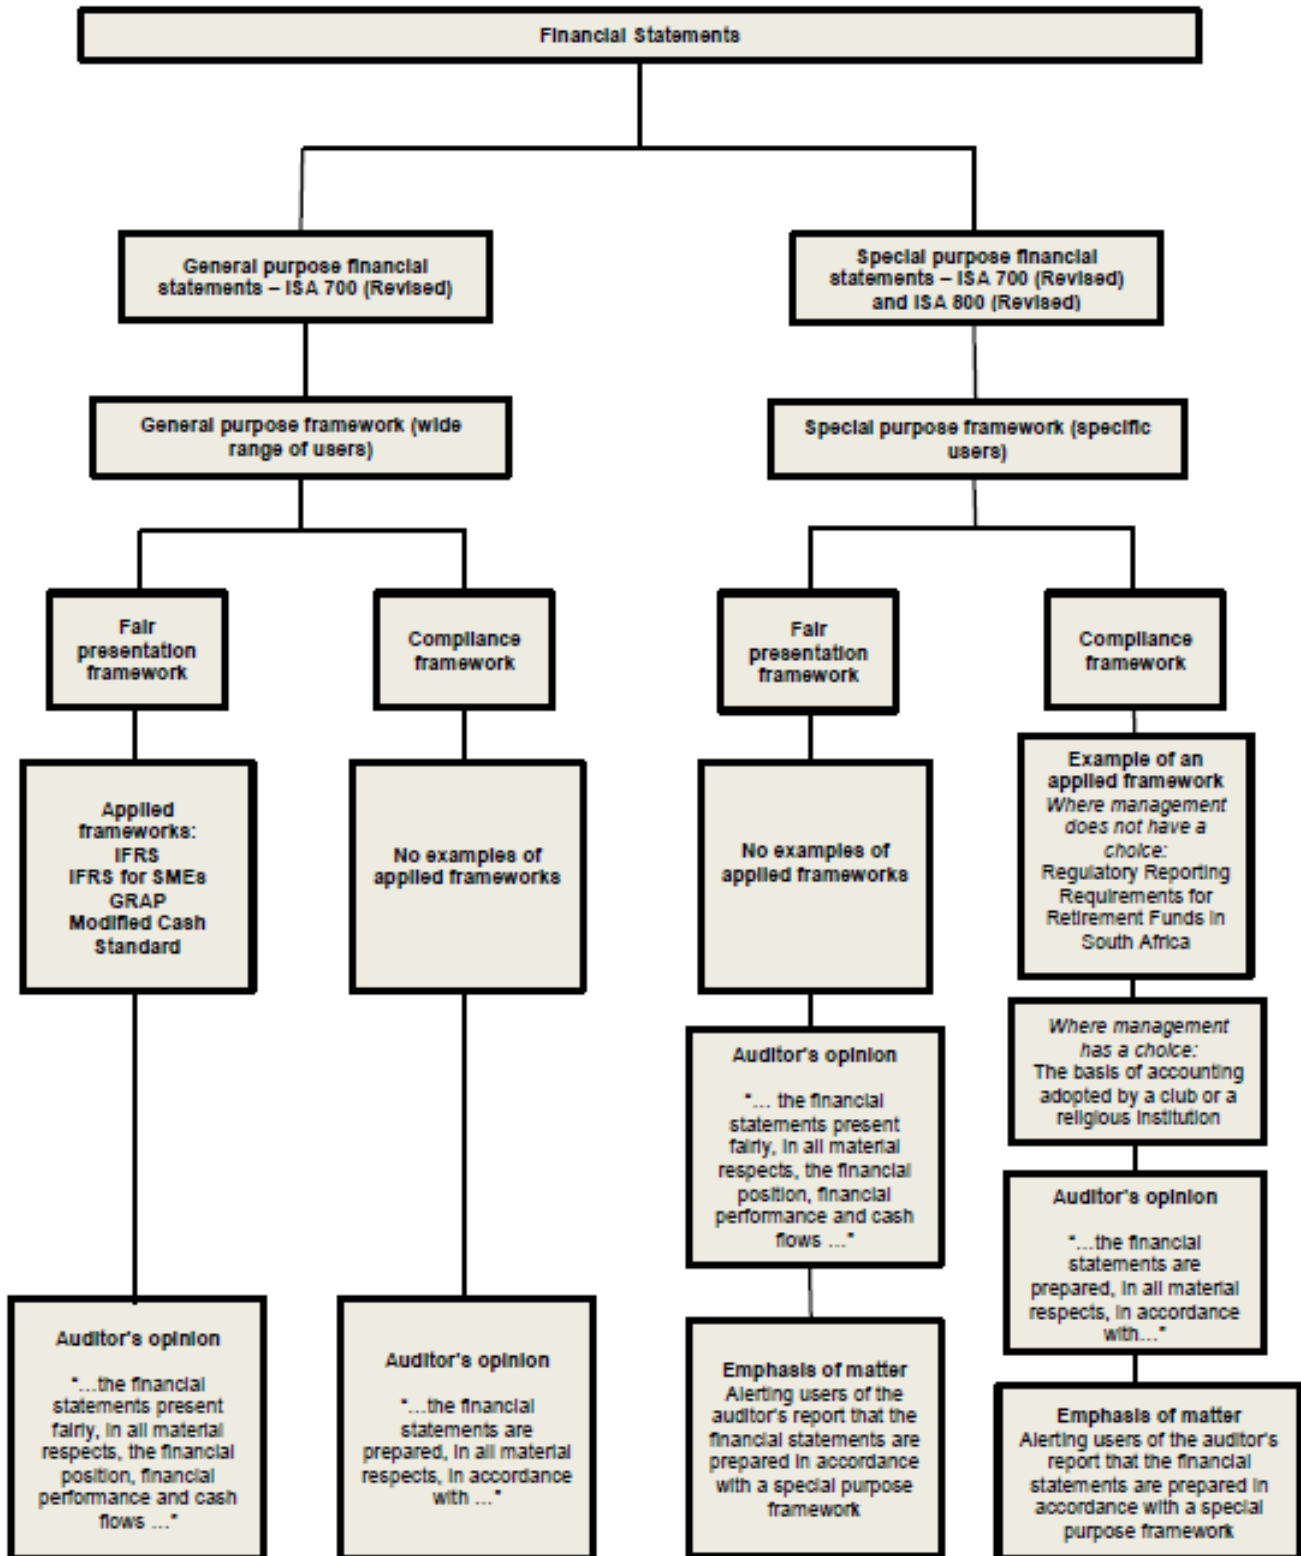 Financial Statements
General purpose financial
statements – ISA 700 (Revised)
Special purpose financial
statements – ISA 700 (Revised)
and ISA 800 (Revised)
General purpose framework (wide
range of users)
Special purpose framework (specific
users)
Fair
presentation
framework
Compliance
framework
Fair
presentation
framework
Compliance
framework
Applied
frameworks:
IFRS
IFRS for SMEs
GRAP
Modified Cash
Standard
No examples of
applied frameworks
No examples of
applied frameworks
Example of an
applied framework
Where management
does not have a
choice:
Regulatory Reporting
Requirements for
Retirement Funds in
South Africa
Where management
has a choice:
The basis of accounting
adopted by a club or a
religious institution
Auditor's opinion
"…the financial
statements present
fairly, in all material
respects, the financial
position, financial
performance and cash
flows …"
Auditor's opinion
"…the financial
statements are
prepared, in all material
respects, in accordance
with …"
Auditor's opinion
"… the financial
statements present
fairly, in all material
respects, the financial
position, financial
performance and cash
flows …"
Emphasis of matter
Alerting users of the
auditor's report that the
financial statements are
prepared in accordance
with a special purpose
framework
Auditor's opinion
"…the financial
statements are
prepared, in all material
respects, in accordance
with…"
Emphasis of matter
Alerting users of the auditor's
report that the financial
statements are prepared in
accordance with a special
purpose framework